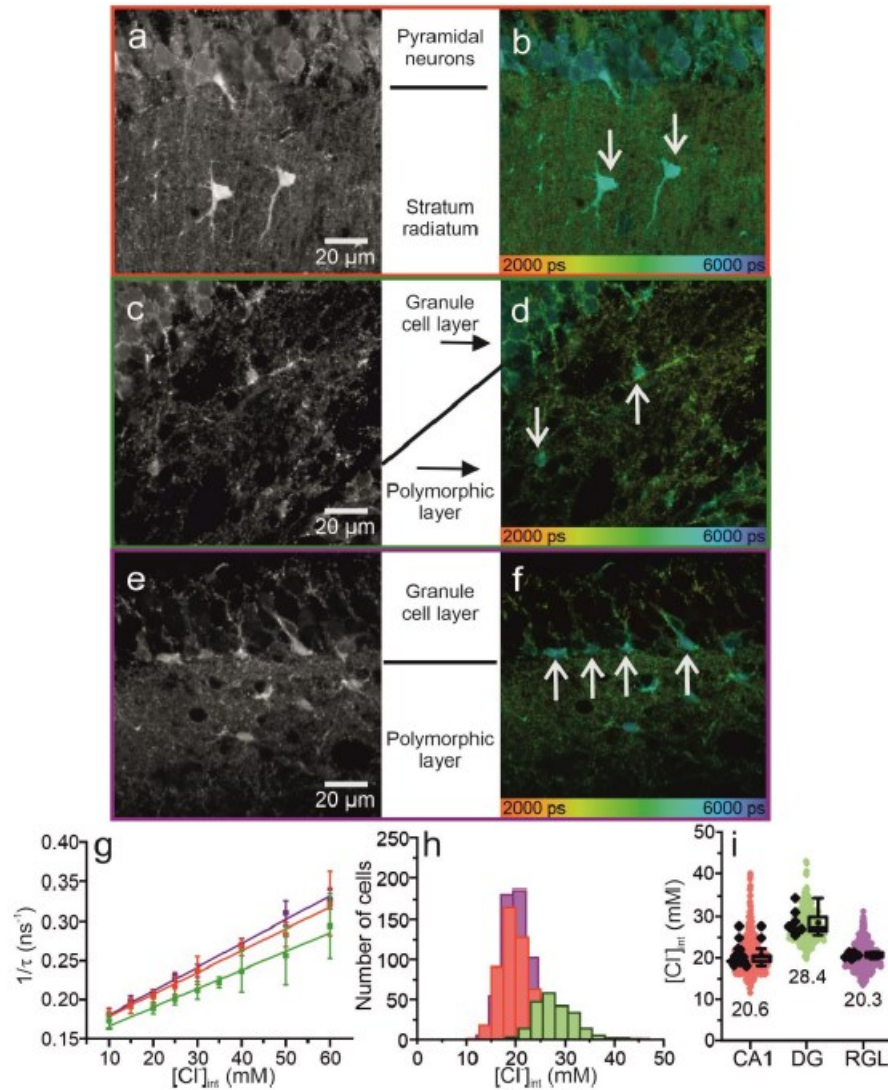 a
Pyramidal
neurons
b
Stratum
radiatum
20 µm
2000 ps
6000 ps
c
Granule
cell layer
d
Polymorphic
layer
20 µm
2000 ps
6000 ps
e
Granule
cell layer
f
Polymorphic
layer
20 µm
2000 ps
6000 ps
g
1/τ (ns⁻¹)
0.40
0.35
0.30
0.25
0.20
0.15
10 20 30 40 50 60
[Cl]int (mM)
h
Number of cells
250
200
150
100
50
0
0 10 20 30 40 50
[Cl]int (mM)
i
[Cl]int (mMl)
50
40
30
20
10
0
20.6
28.4
20.3
CA1 DG RGL